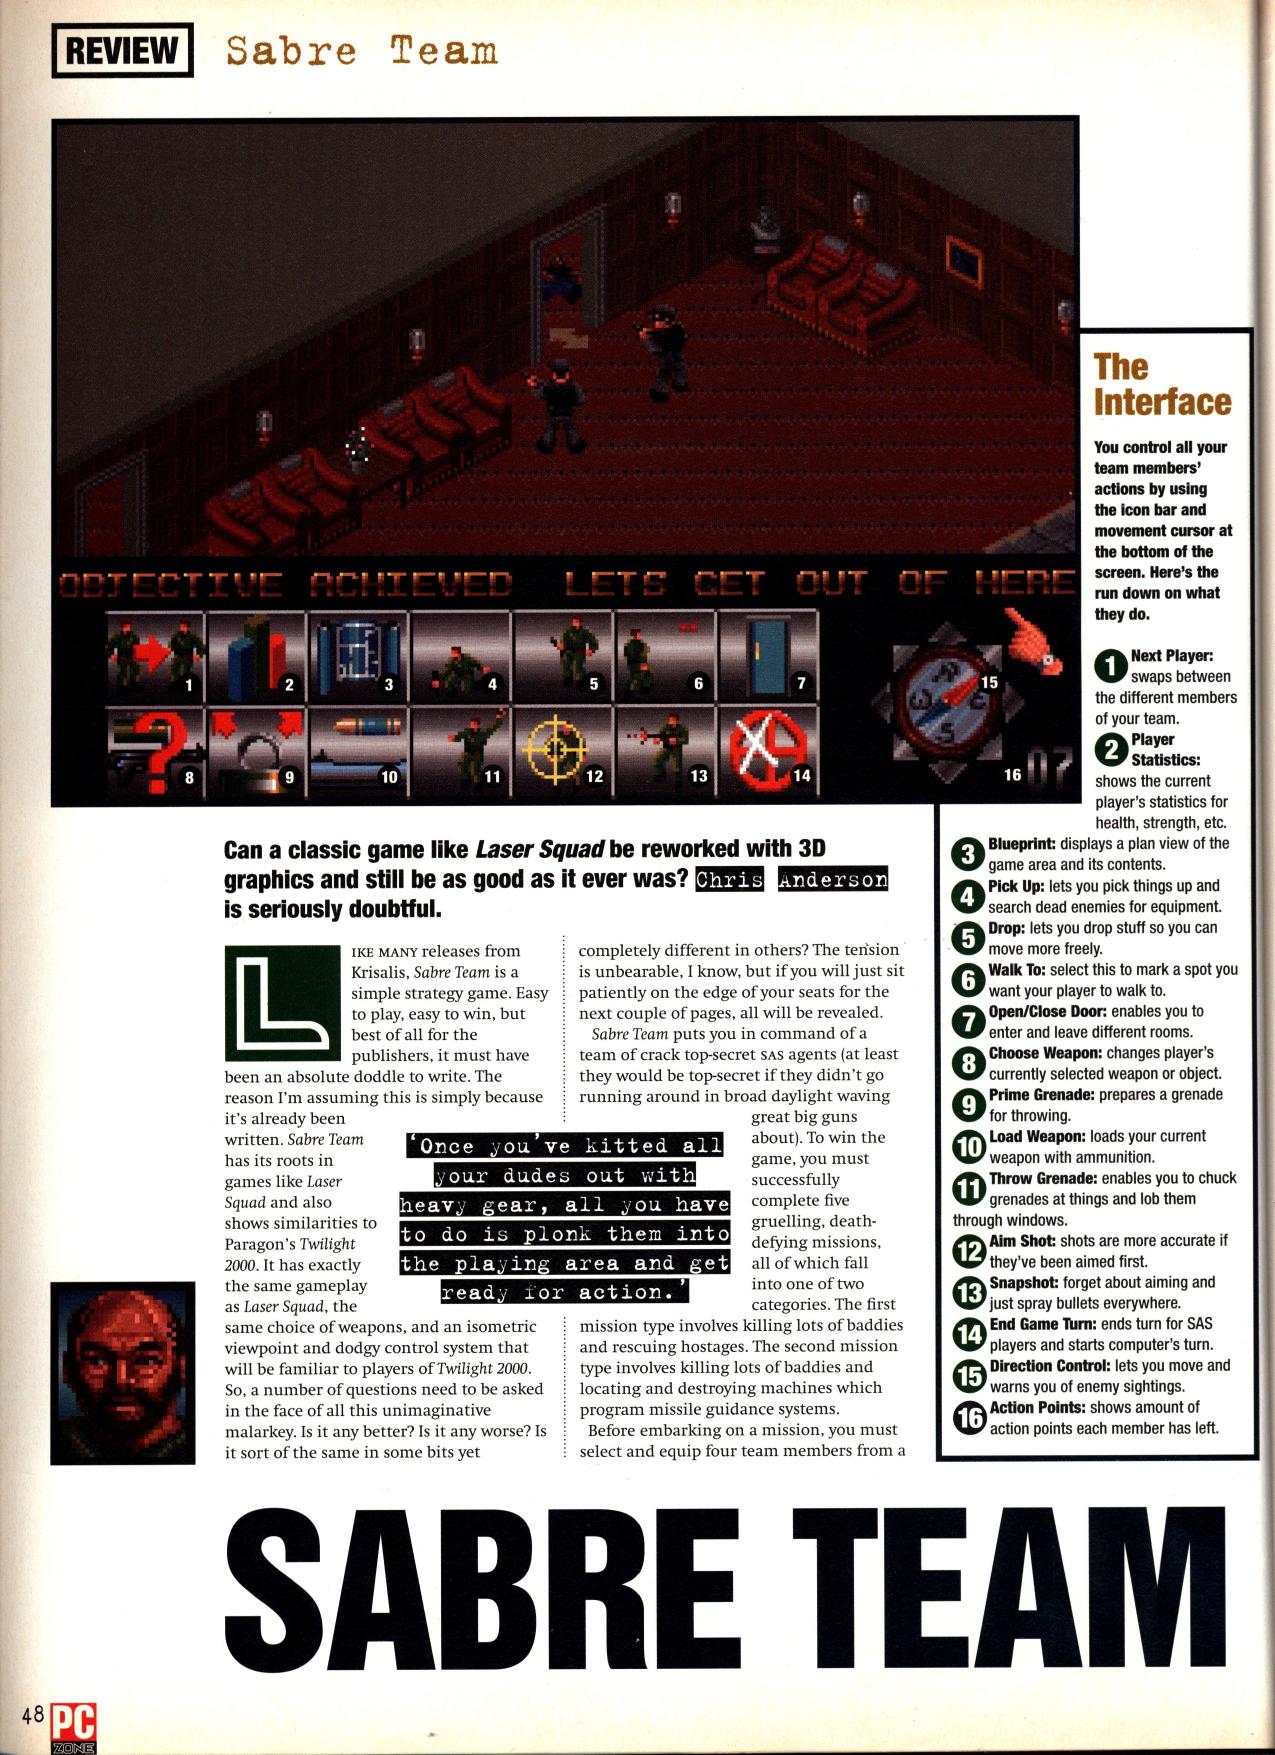 REVIEW
Sabre Team
OBJECTIVE ACHIEVED LETS GET OUT OF HERE
1
2
3
4
5
6
7
8
9
10
11
12
13
14
15
16
07
The
Interface
You control all your
team members'
actions by using
the icon bar and
movement cursor at
the bottom of the
screen. Here's the
run down on what
they do.
1 Next Player:
swaps between
the different members
of your team.
2 Player
Statistics:
shows the current
player's statistics for
health, strength, etc.
3 Blueprint: displays a plan view of the
game area and its contents.
4 Pick Up: lets you pick things up and
search dead enemies for equipment.
5 Drop: lets you drop stuff so you can
move more freely.
6 Walk To: select this to mark a spot you
want your player to walk to.
7 Open/Close Door: enables you to
enter and leave different rooms.
8 Choose Weapon: changes player's
currently selected weapon or object.
9 Prime Grenade: prepares a grenade
for throwing.
10 Load Weapon: loads your current
weapon with ammunition.
11 Throw Grenade: enables you to chuck
grenades at things and lob them
through windows.
12 Aim Shot: shots are more accurate if
they've been aimed first.
13 Snapshot: forget about aiming and
just spray bullets everywhere.
14 End Game Turn: ends turn for SAS
players and starts computer's turn.
15 Direction Control: lets you move and
warns you of enemy sightings.
16 Action Points: shows amount of
action points each member has left.
Can a classic game like Laser Squad be reworked with 3D
graphics and still be as good as it ever was? Chris Anderson
is seriously doubtful.
LIKE MANY releases from
Krisalis, Sabre Team is a
simple strategy game. Easy
to play, easy to win, but
best of all for the
publishers, it must have
been an absolute doddle to write. The
reason I'm assuming this is simply because
it's already been
written. Sabre Team
has its roots in
games like Laser
Squad and also
shows similarities to
Paragon's Twilight
2000. It has exactly
the same gameplay
as Laser Squad, the
same choice of weapons, and an isometric
viewpoint and dodgy control system that
will be familiar to players of Twilight 2000.
So, a number of questions need to be asked
in the face of all this unimaginative
malarkey. Is it any better? Is it any worse? Is
it sort of the same in some bits yet
'Once you've kitted all
your dudes out with
heavy gear, all you have
to do is plonk them into
the playing area and get
ready for action.'
completely different in others? The tension
is unbearable, I know, but if you will just sit
patiently on the edge of your seats for the
next couple of pages, all will be revealed.
Sabre Team puts you in command of a
team of crack top-secret SAS agents (at least
they would be top-secret if they didn't go
running around in broad daylight waving
great big guns
about). To win the
game, you must
successfully
complete five
gruelling, death-
defying missions,
all of which fall
into one of two
categories. The first
mission type involves killing lots of baddies
and rescuing hostages. The second mission
type involves killing lots of baddies and
locating and destroying machines which
program missile guidance systems.
Before embarking on a mission, you must
select and equip four team members from a
SABRE TEAM
48 PC
ZONE